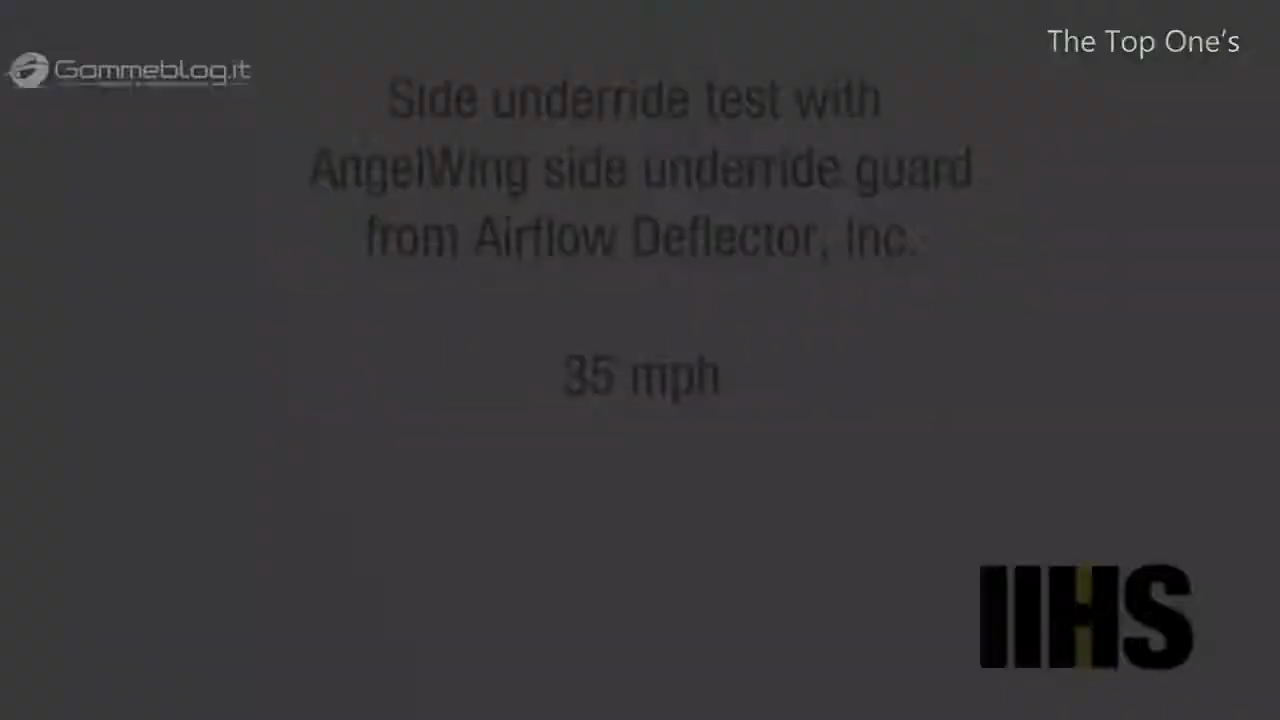 The Top One's
Gommeblog.it
Side underride test with
AngelWing side underride guard
from Airflow Deflector, Inc.
35 mph
IIHS